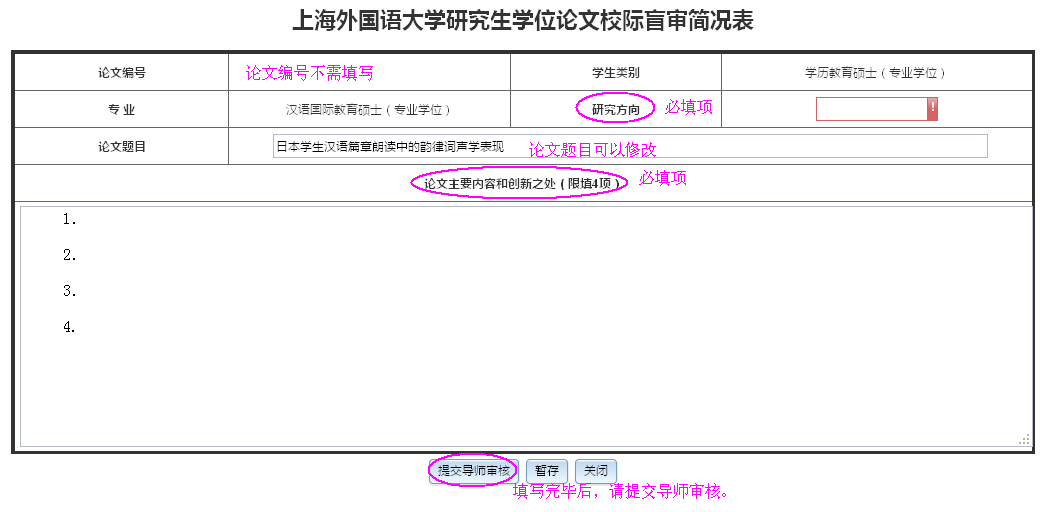 上海外国语大学研究生学位论文校际盲审简况表
论文编号 论文编号不需填写 学生类别 学历教育硕士（专业学位）
专 业 汉语国际教育硕士（专业学位） 研究方向 必填项 !
论文题目 日本学生汉语篇章朗读中的韵律词声学表现 论文题目可以修改
论文主要内容和创新之处（限填4项） 必填项
1.
2.
3.
4.
提交导师审核 暂存 关闭
填写完毕后，请提交导师审核。